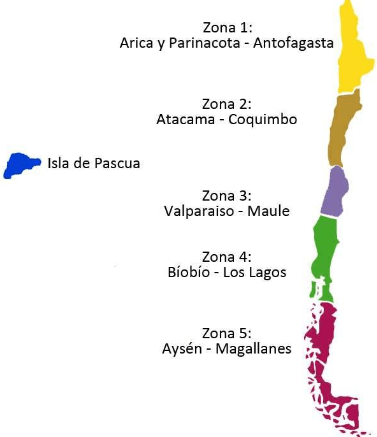 Zona 1:
Arica y Parinacota - Antofagasta
Zona 2:
Atacama - Coquimbo
Isla de Pascua
Zona 3:
Valparaiso - Maule
Zona 4:
Bíobío - Los Lagos
Zona 5:
Aysén - Magallanes